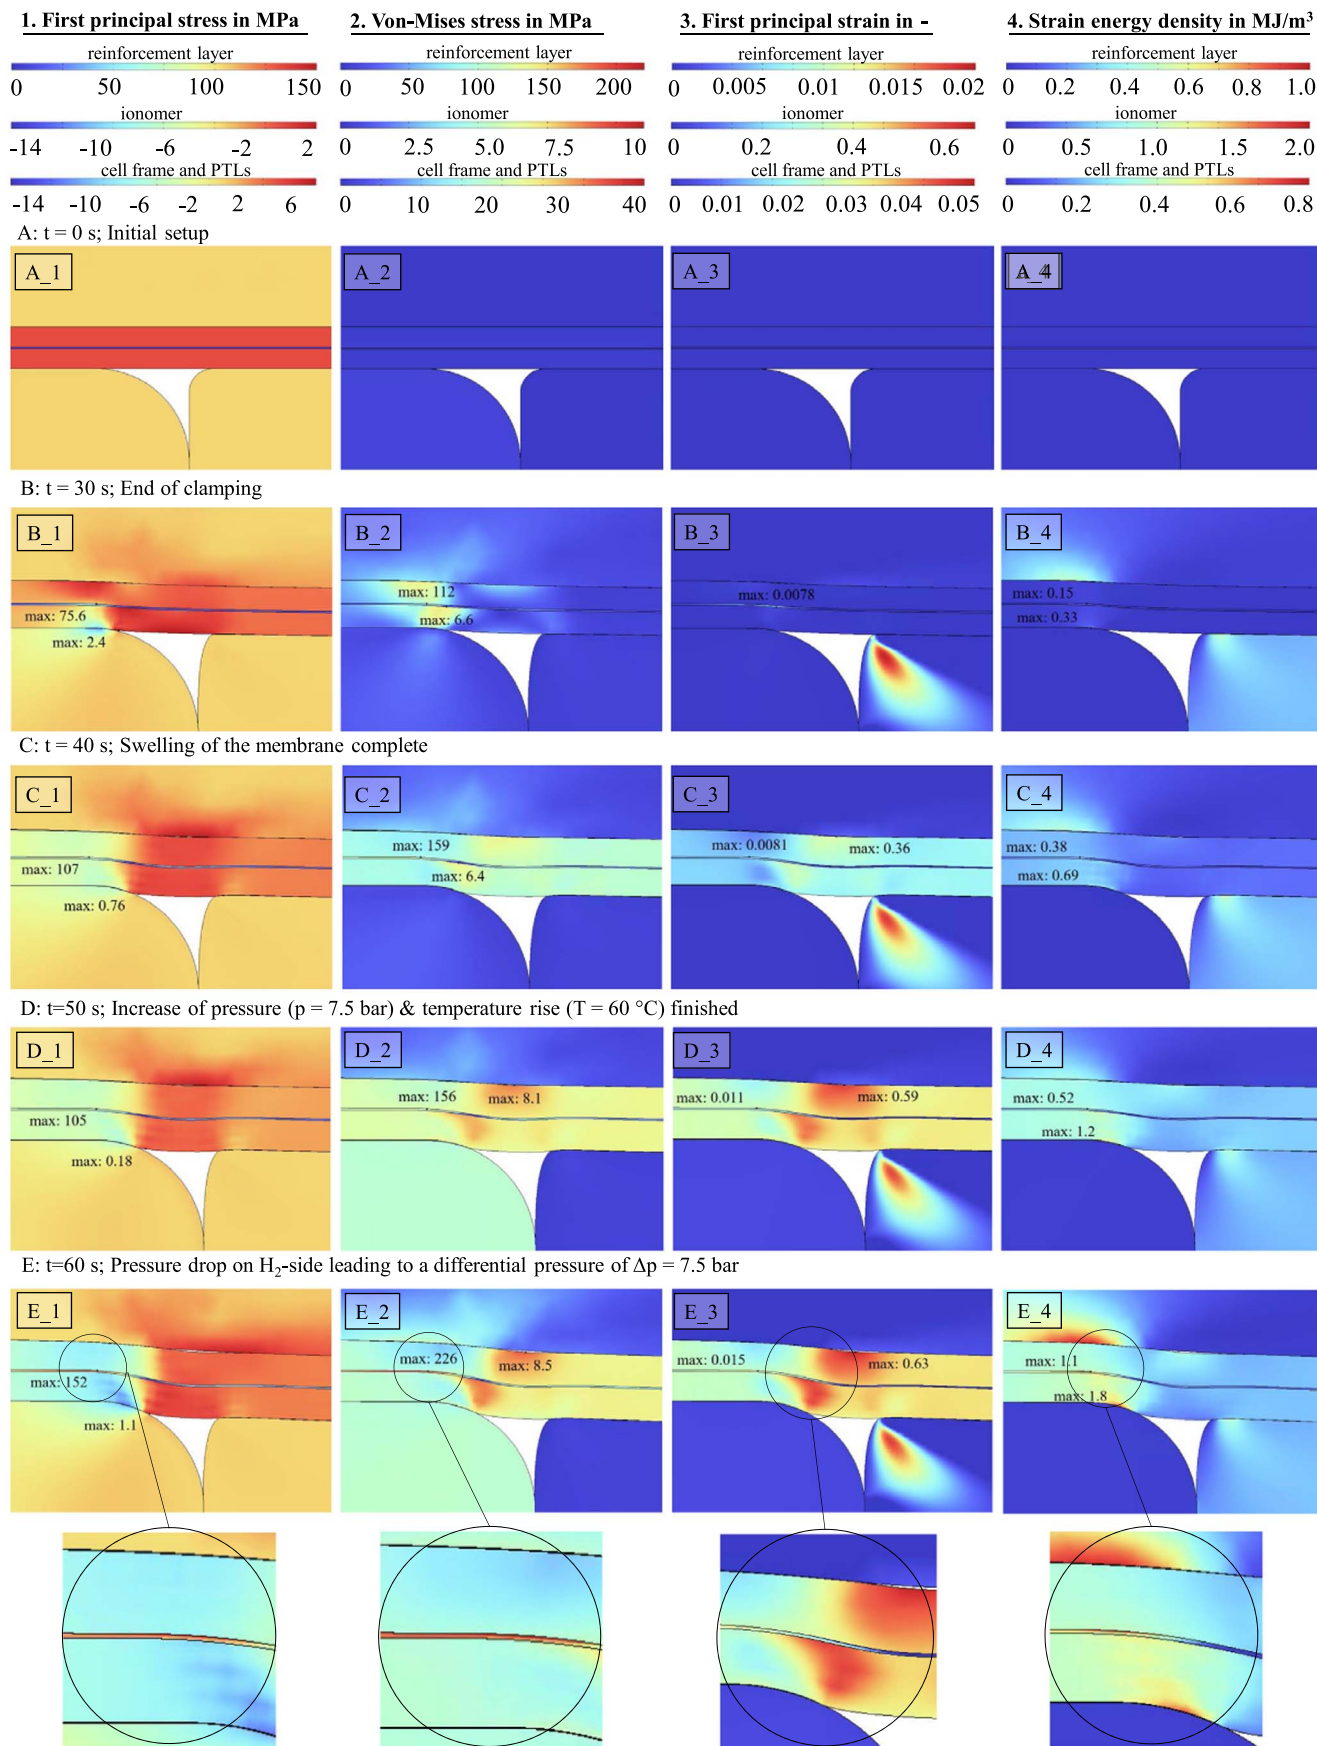 1. First principal stress in MPa 2. Von-Mises stress in MPa 3. First principal strain in - 4. Strain energy density in MJ/m³
reinforcement layer reinforcement layer reinforcement layer reinforcement layer
0 50 100 150 0 50 100 150 200 0 0.005 0.01 0.015 0.02 0 0.2 0.4 0.6 0.8 1.0
ionomer ionomer ionomer ionomer
-14 -10 -6 -2 2 0 2.5 5.0 7.5 10 0 0.2 0.4 0.6 0 0.5 1.0 1.5 2.0
cell frame and PTLs cell frame and PTLs cell frame and PTLs cell frame and PTLs
-14 -10 -6 -2 2 6 0 10 20 30 40 0 0.01 0.02 0.03 0.04 0.05 0 0.2 0.4 0.6 0.8
A: t = 0 s; Initial setup
A_1 A_2 A_3 A_4
B: t = 30 s; End of clamping
B_1 B_2 B_3 B_4
max: 112 max: 0.0078 max: 0.15
max: 75.6 max: 6.6 max: 0.33
max: 2.4
C: t = 40 s; Swelling of the membrane complete
C_1 C_2 C_3 C_4
max: 159 max: 0.0081 max: 0.36 max: 0.38
max: 107 max: 6.4 max: 0.69
max: 0.76
D: t=50 s; Increase of pressure (p = 7.5 bar) & temperature rise (T = 60 °C) finished
D_1 D_2 D_3 D_4
max: 156 max: 8.1 max: 0.011 max: 0.59 max: 0.52
max: 105 max: 1.2
max: 0.18
E: t=60 s; Pressure drop on H₂-side leading to a differential pressure of Δp = 7.5 bar
E_1 E_2 E_3 E_4
max: 226 max: 8.5 max: 0.015 max: 0.63 max: 1.1
max: 152 max: 1.8
max: 1.1